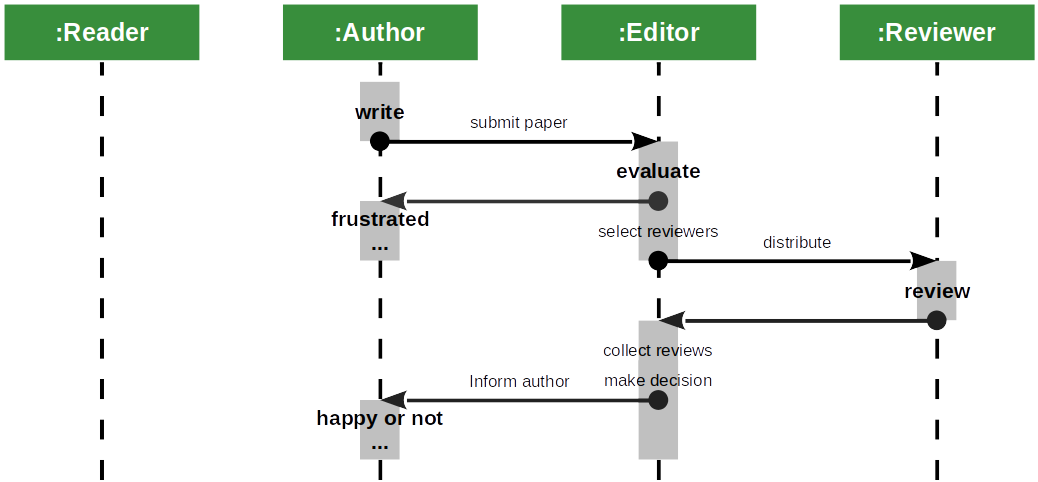 :Reader
:Author
:Editor
:Reviewer
write
submit paper
evaluate
frustrated
...
select reviewers
distribute
review
collect reviews
Inform author
make decision
happy or not
...